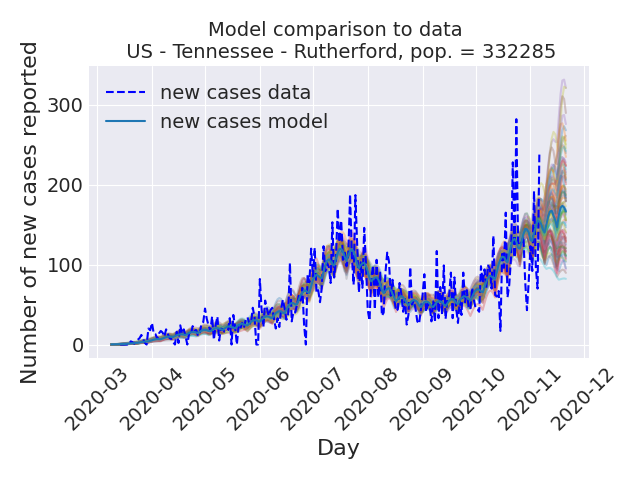 Model comparison to data
US - Tennessee - Rutherford, pop. = 332285
Number of new cases reported
300
200
100
0
new cases data
new cases model
2020-03
2020-04
2020-05
2020-06
2020-07
2020-08
2020-09
2020-10
2020-11
2020-12
Day